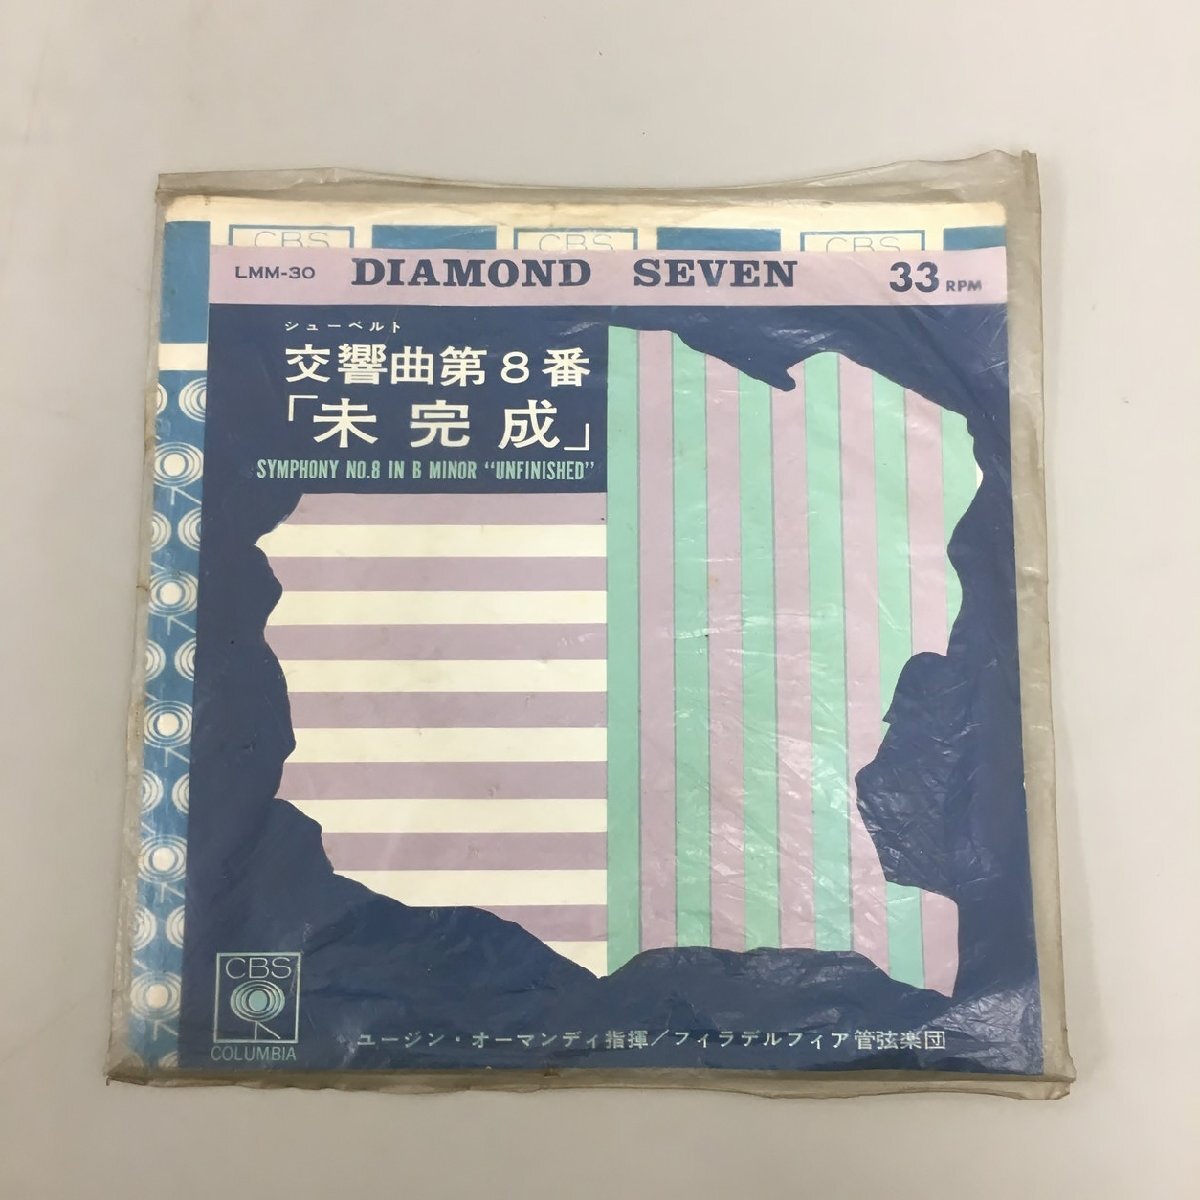 CBS CBS CBS
LMM-30 DIAMOND SEVEN 33 RPM
シューベルト
交響曲第8番
「未完成」
SYMPHONY NO.8 IN B MINOR "UNFINISHED"
CBS
COLUMBIA
ユージン・オーマンディ指揮/フィラデルフィア管弦楽団